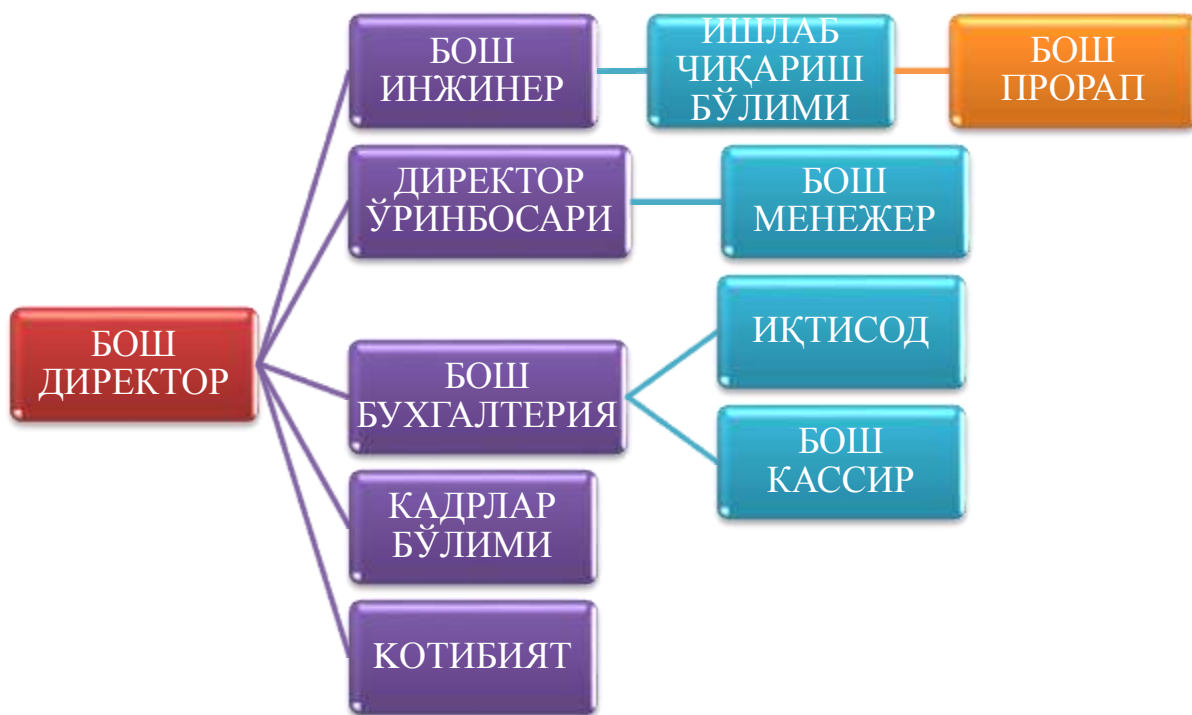 БОШ
ИНЖИНЕР
ИШЛАБ
ЧИҚАРИШ
БЎЛИМИ
БОШ
ПРОРАП
ДИРЕКТОР
ЎРИНБОСАРИ
БОШ
МЕНЕЖЕР
БОШ
ДИРЕКТОР
БОШ
БУХГАЛТЕРИЯ
ИҚТИСОД
БОШ
КАССИР
КАДРЛАР
БЎЛИМИ
КОТИБИЯТ